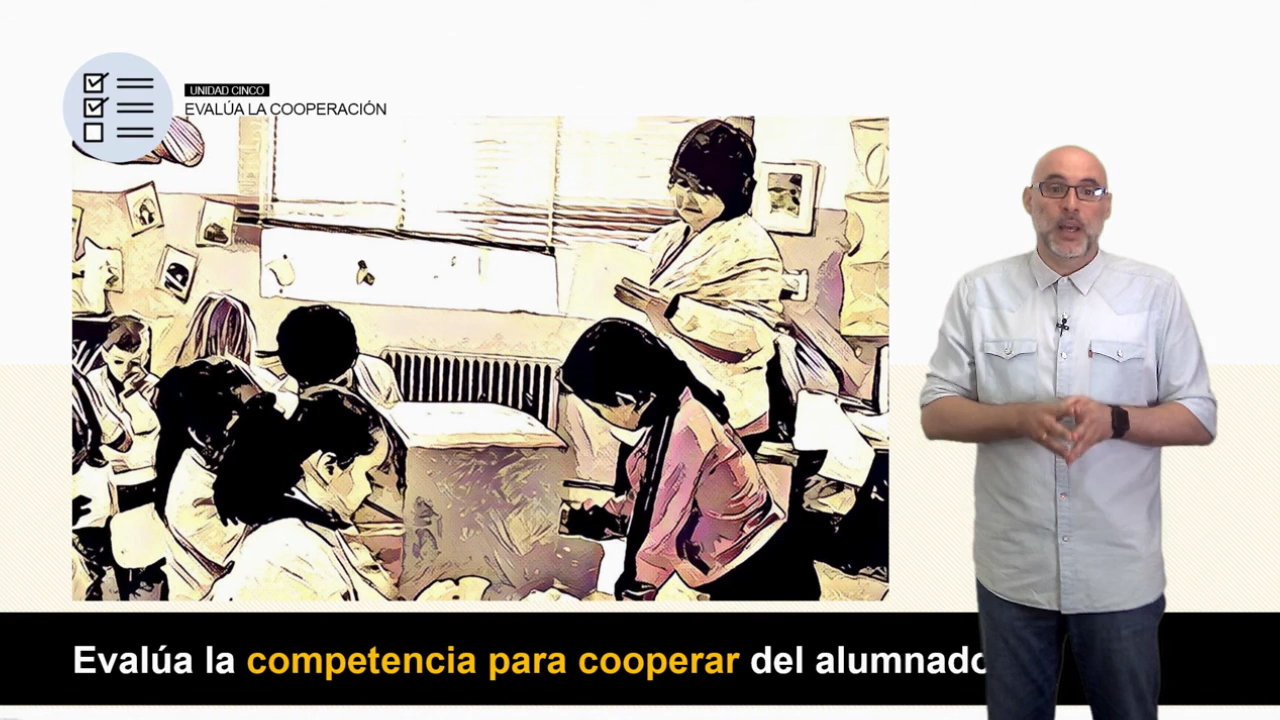 UNIDAD CINCO
EVALÚA LA COOPERACIÓN
Evalúa la competencia para cooperar del alumnado